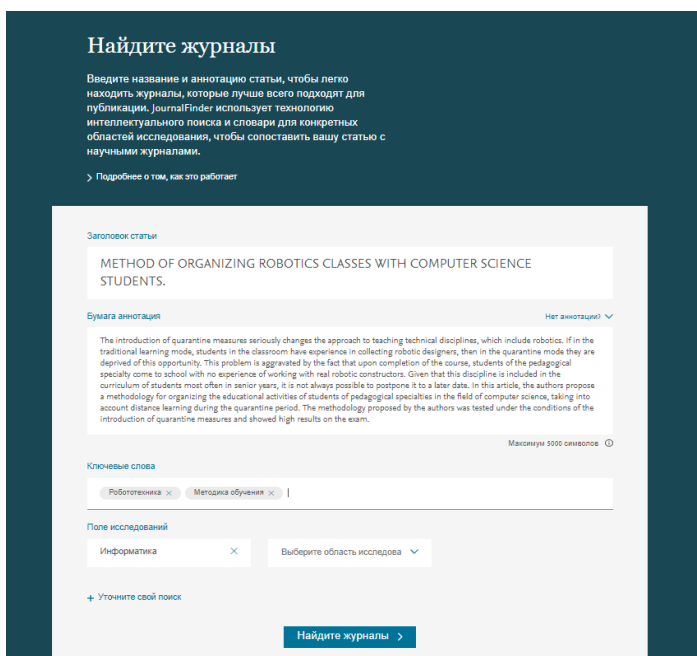 Найдите журналы
Введите название и аннотацию статьи, чтобы легко
находить журналы, которые лучше всего подходят для
публикации. JournalFinder использует технологию
интеллектуального поиска и словари для конкретных
областей исследования, чтобы сопоставить вашу статью с
научными журналами.
Подробнее о том, как это работает
Заголовок статьи
METHOD OF ORGANIZING ROBOTICS CLASSES WITH COMPUTER SCIENCE
STUDENTS.
Бумага аннотация
Нет аннотации?
The introduction of quarantine measures seriously changes the approach to teaching technical disciplines, which include robotics. If in the
traditional learning mode, students in the classroom have experience in collecting robotic designers, then in the quarantine mode they are
deprived of this opportunity. This problem is aggravated by the fact that upon completion of the course, students of the pedagogical
specialty come to school with no experience of working with real robotic constructors. Given that this discipline is included in the
curriculum of students most often in senior years, it is not always possible to postpone it to a later date. In this article, the authors propose
a methodology for organizing the educational activities of students of pedagogical specialties in the field of computer science, taking into
account distance learning during the quarantine period. The methodology proposed by the authors was tested under the conditions of the
introduction of quarantine measures and showed high results on the exam.
Максимум 5000 символов
Ключевые слова
Робототехника × Методика обучения ×
Поле исследований
Информатика × Выберите область исследова
+ Уточните свой поиск
Найдите журналы >